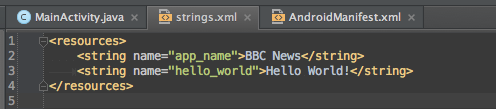 MainActivity.java strings.xml AndroidManifest.xml
1 <resources>
2 <string name="app_name">BBC News</string>
3 <string name="hello_world">Hello World!</string>
4 </resources>
5